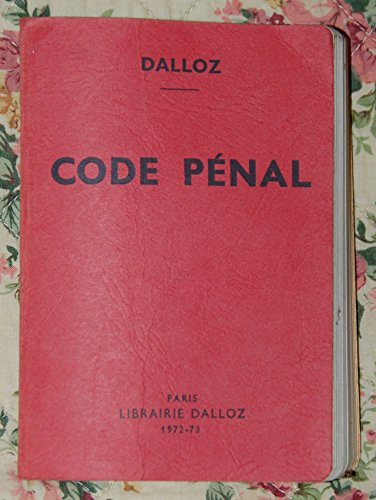 DALLOZ
CODE PÉNAL
PARIS
LIBRAIRIE DALLOZ
1972-73